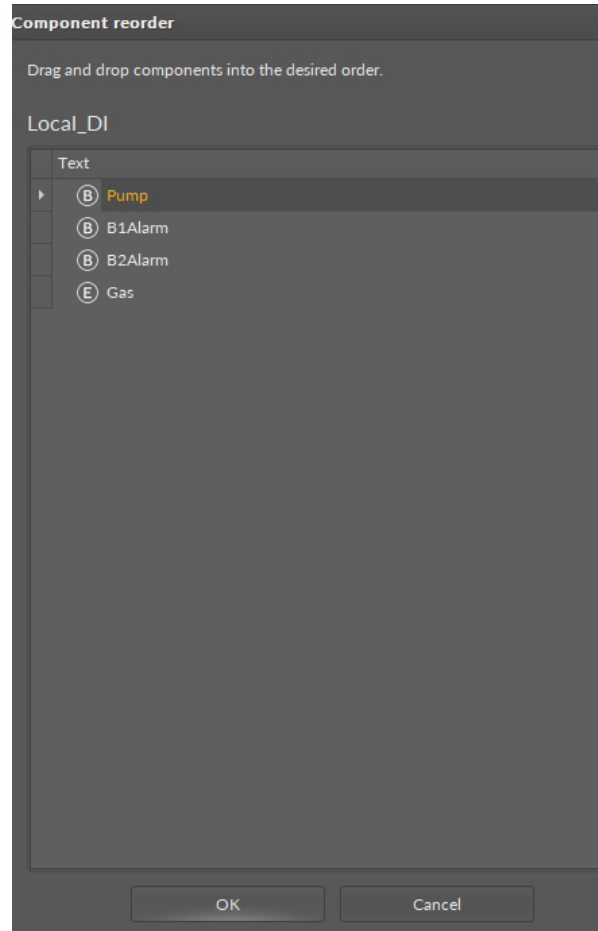 Component reorder
Drag and drop components into the desired order.
Local_DI
Text
B Pump
B B1Alarm
B B2Alarm
E Gas
OK Cancel